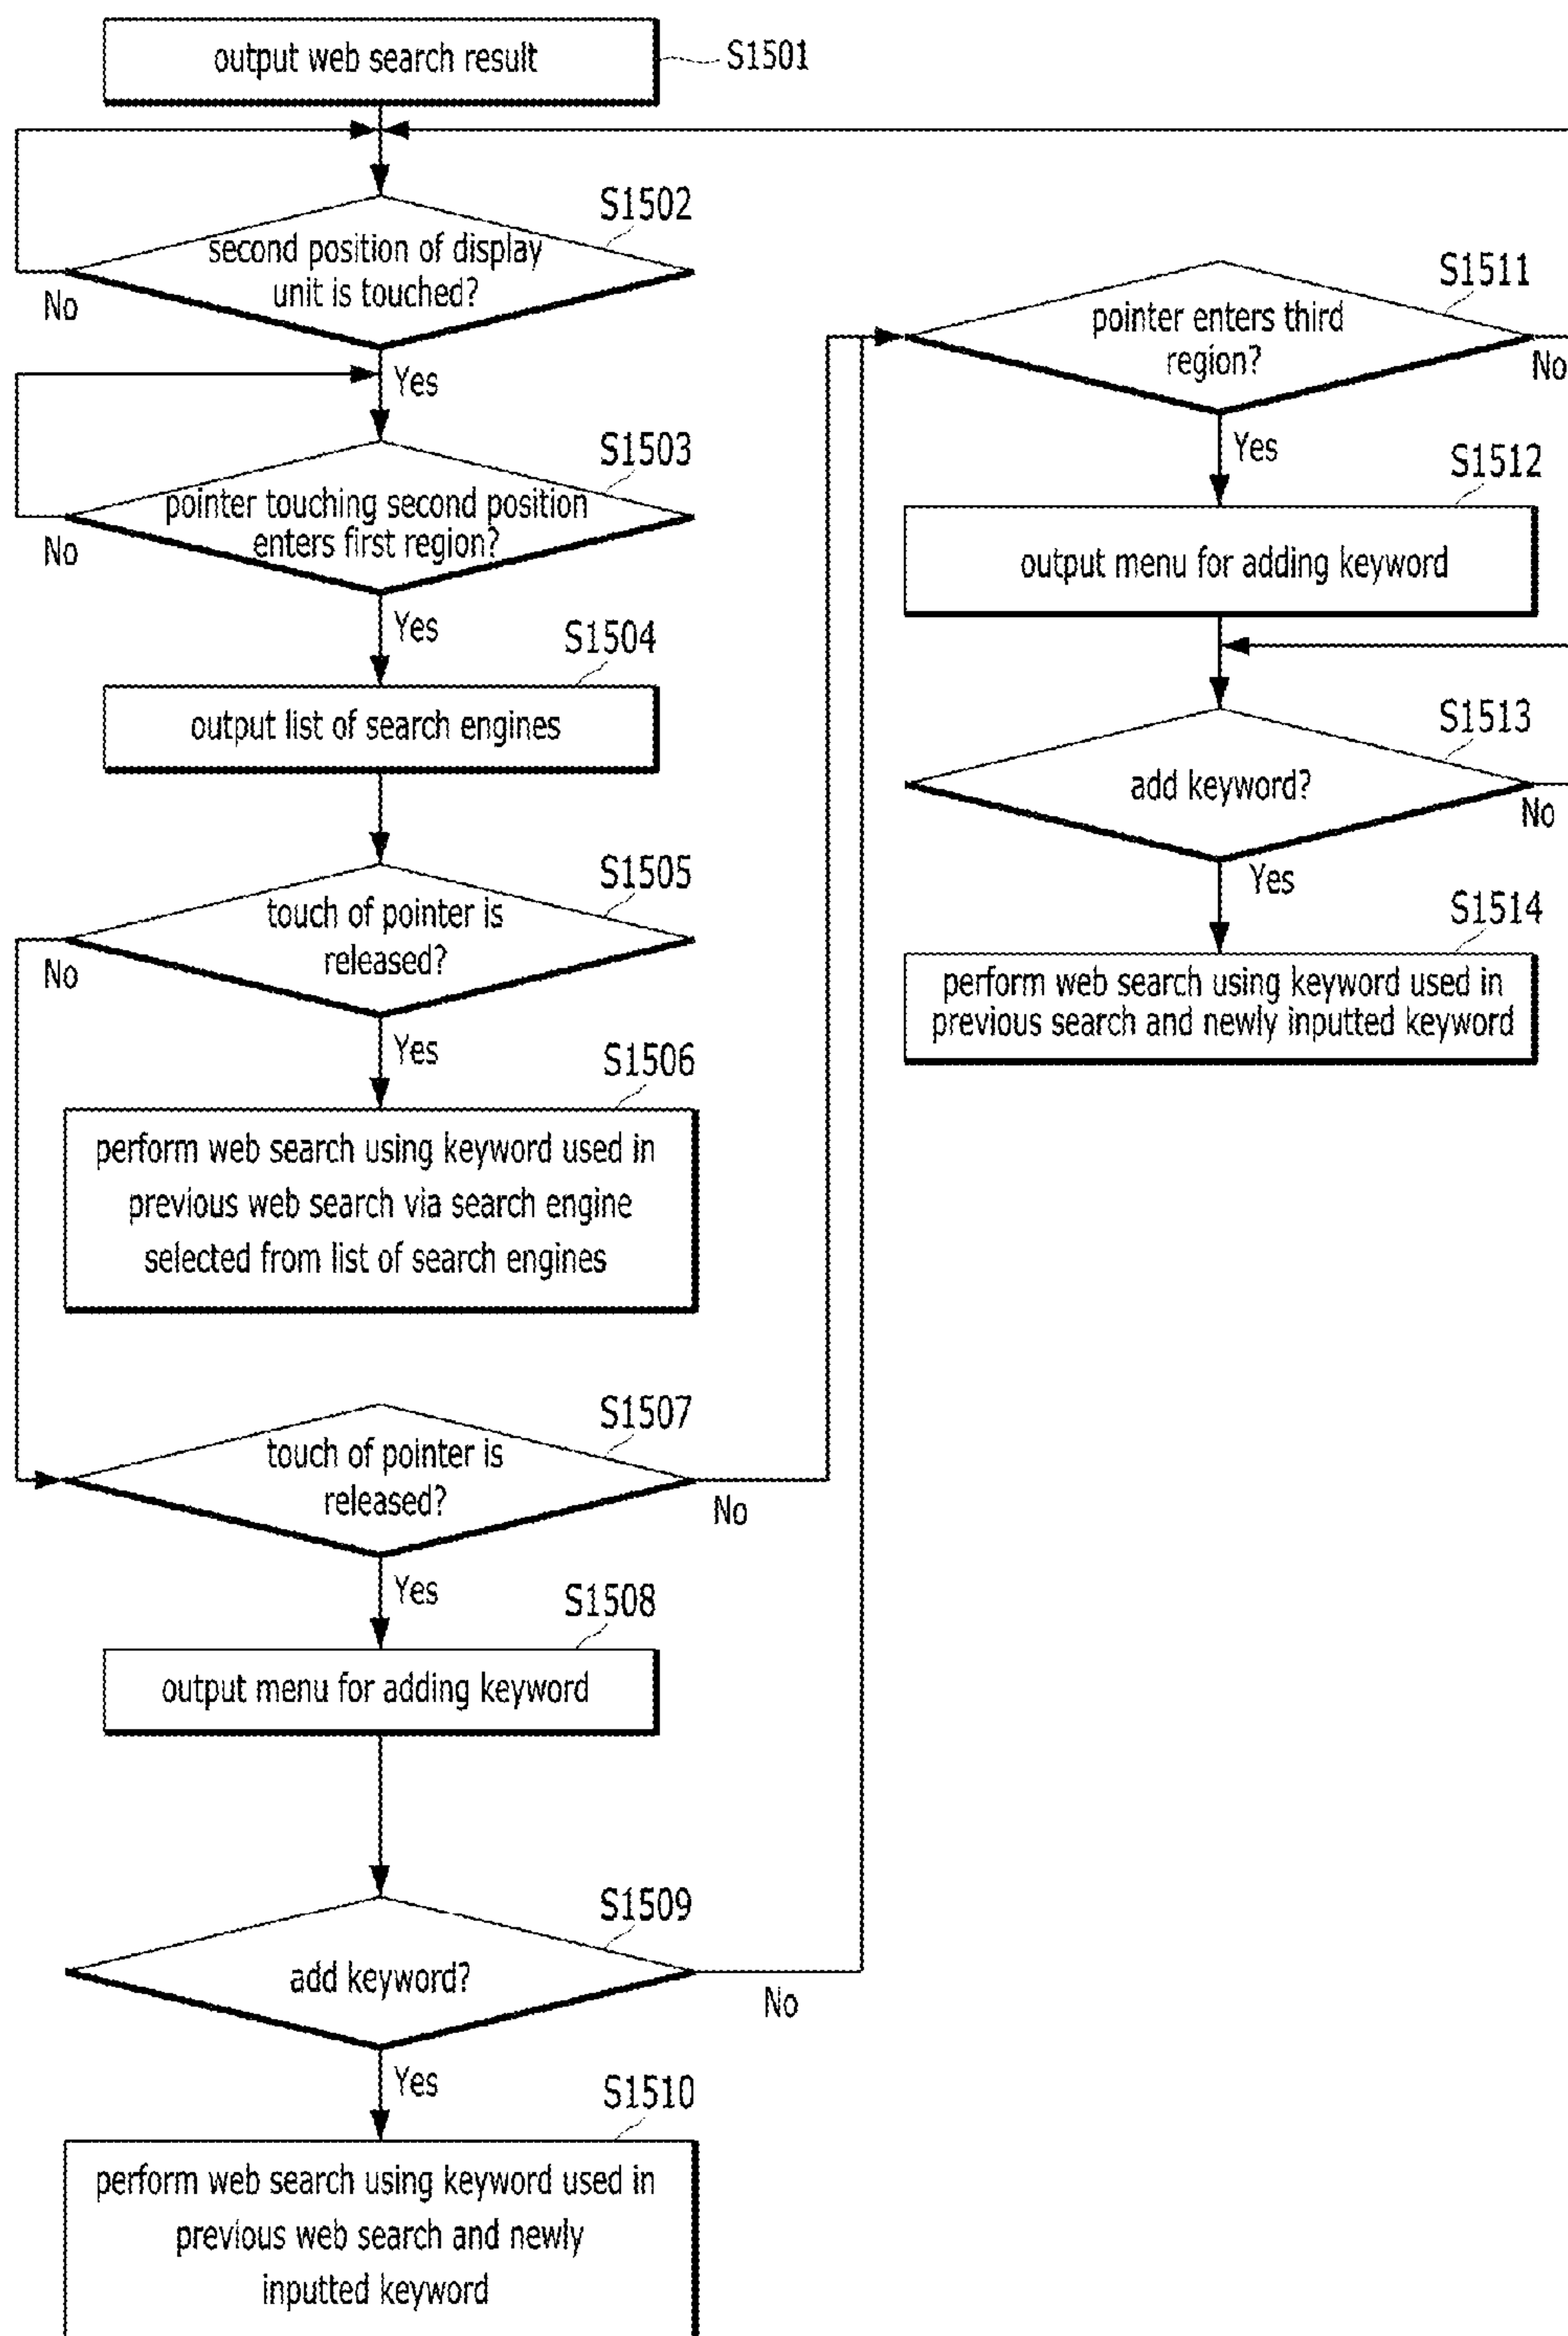 output web search result
S1501
S1502
second position of display
unit is touched?
No
Yes
S1503
pointer touching second position
enters first region?
No
Yes
S1504
output list of search engines
S1505
touch of pointer is
released?
No
Yes
S1506
perform web search using keyword used in
previous web search via search engine
selected from list of search engines
S1507
touch of pointer is
released?
No
Yes
S1508
output menu for adding keyword
S1509
add keyword?
No
Yes
S1510
perform web search using keyword used in
previous web search and newly
inputted keyword
S1511
pointer enters third
region?
No
Yes
S1512
output menu for adding keyword
S1513
add keyword?
No
Yes
S1514
perform web search using keyword used in
previous search and newly inputted keyword